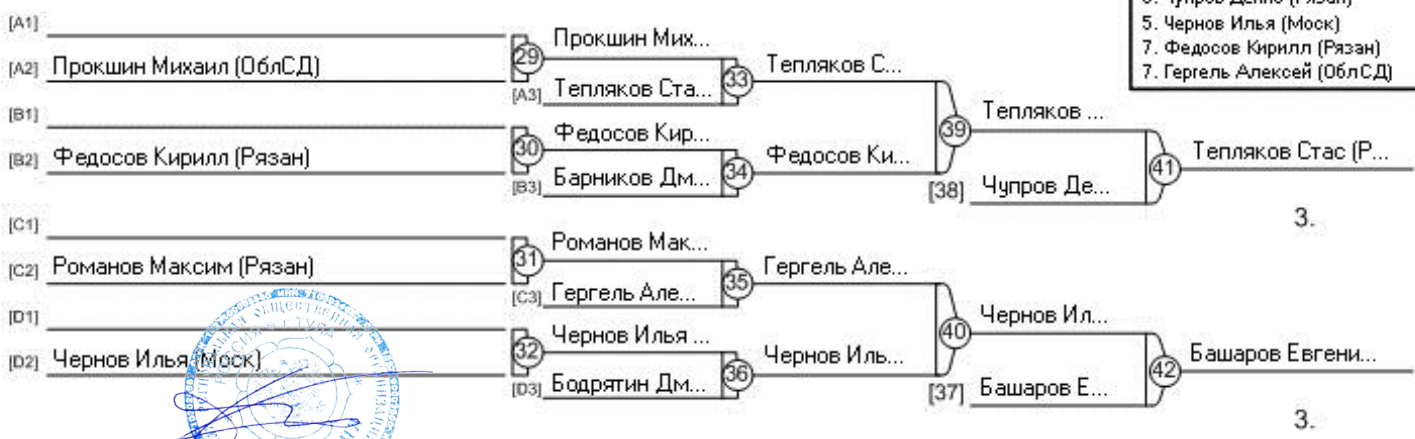 5. Чернов Илья (Моск)
7. Федосов Кирилл (Рязан)
7. Гергель Алексей (ОблСД)
[A1]
[A2] Прокшин Михаил (ОблСД)
29
Прокшин Мих...
[A3] Тепляков Ста...
33
Тепляков С...
[B1]
[B2] Федосов Кирилл (Рязан)
30
Федосов Кир...
[B3] Барников Дм...
34
Федосов Ки...
39
Тепляков ...
[38] Чупров Де...
41
Тепляков Стас (Р...
3.
[C1]
[C2] Романов Максим (Рязан)
31
Романов Мак...
[C3] Гергель Але...
35
Гергель Але...
[D1]
[D2] Чернов Илья (Моск)
32
Чернов Илья ...
[D3] Бодрятин Дм...
36
Чернов Иль...
40
Чернов Ил...
[37] Башаров Е...
42
Башаров Евгени...
3.